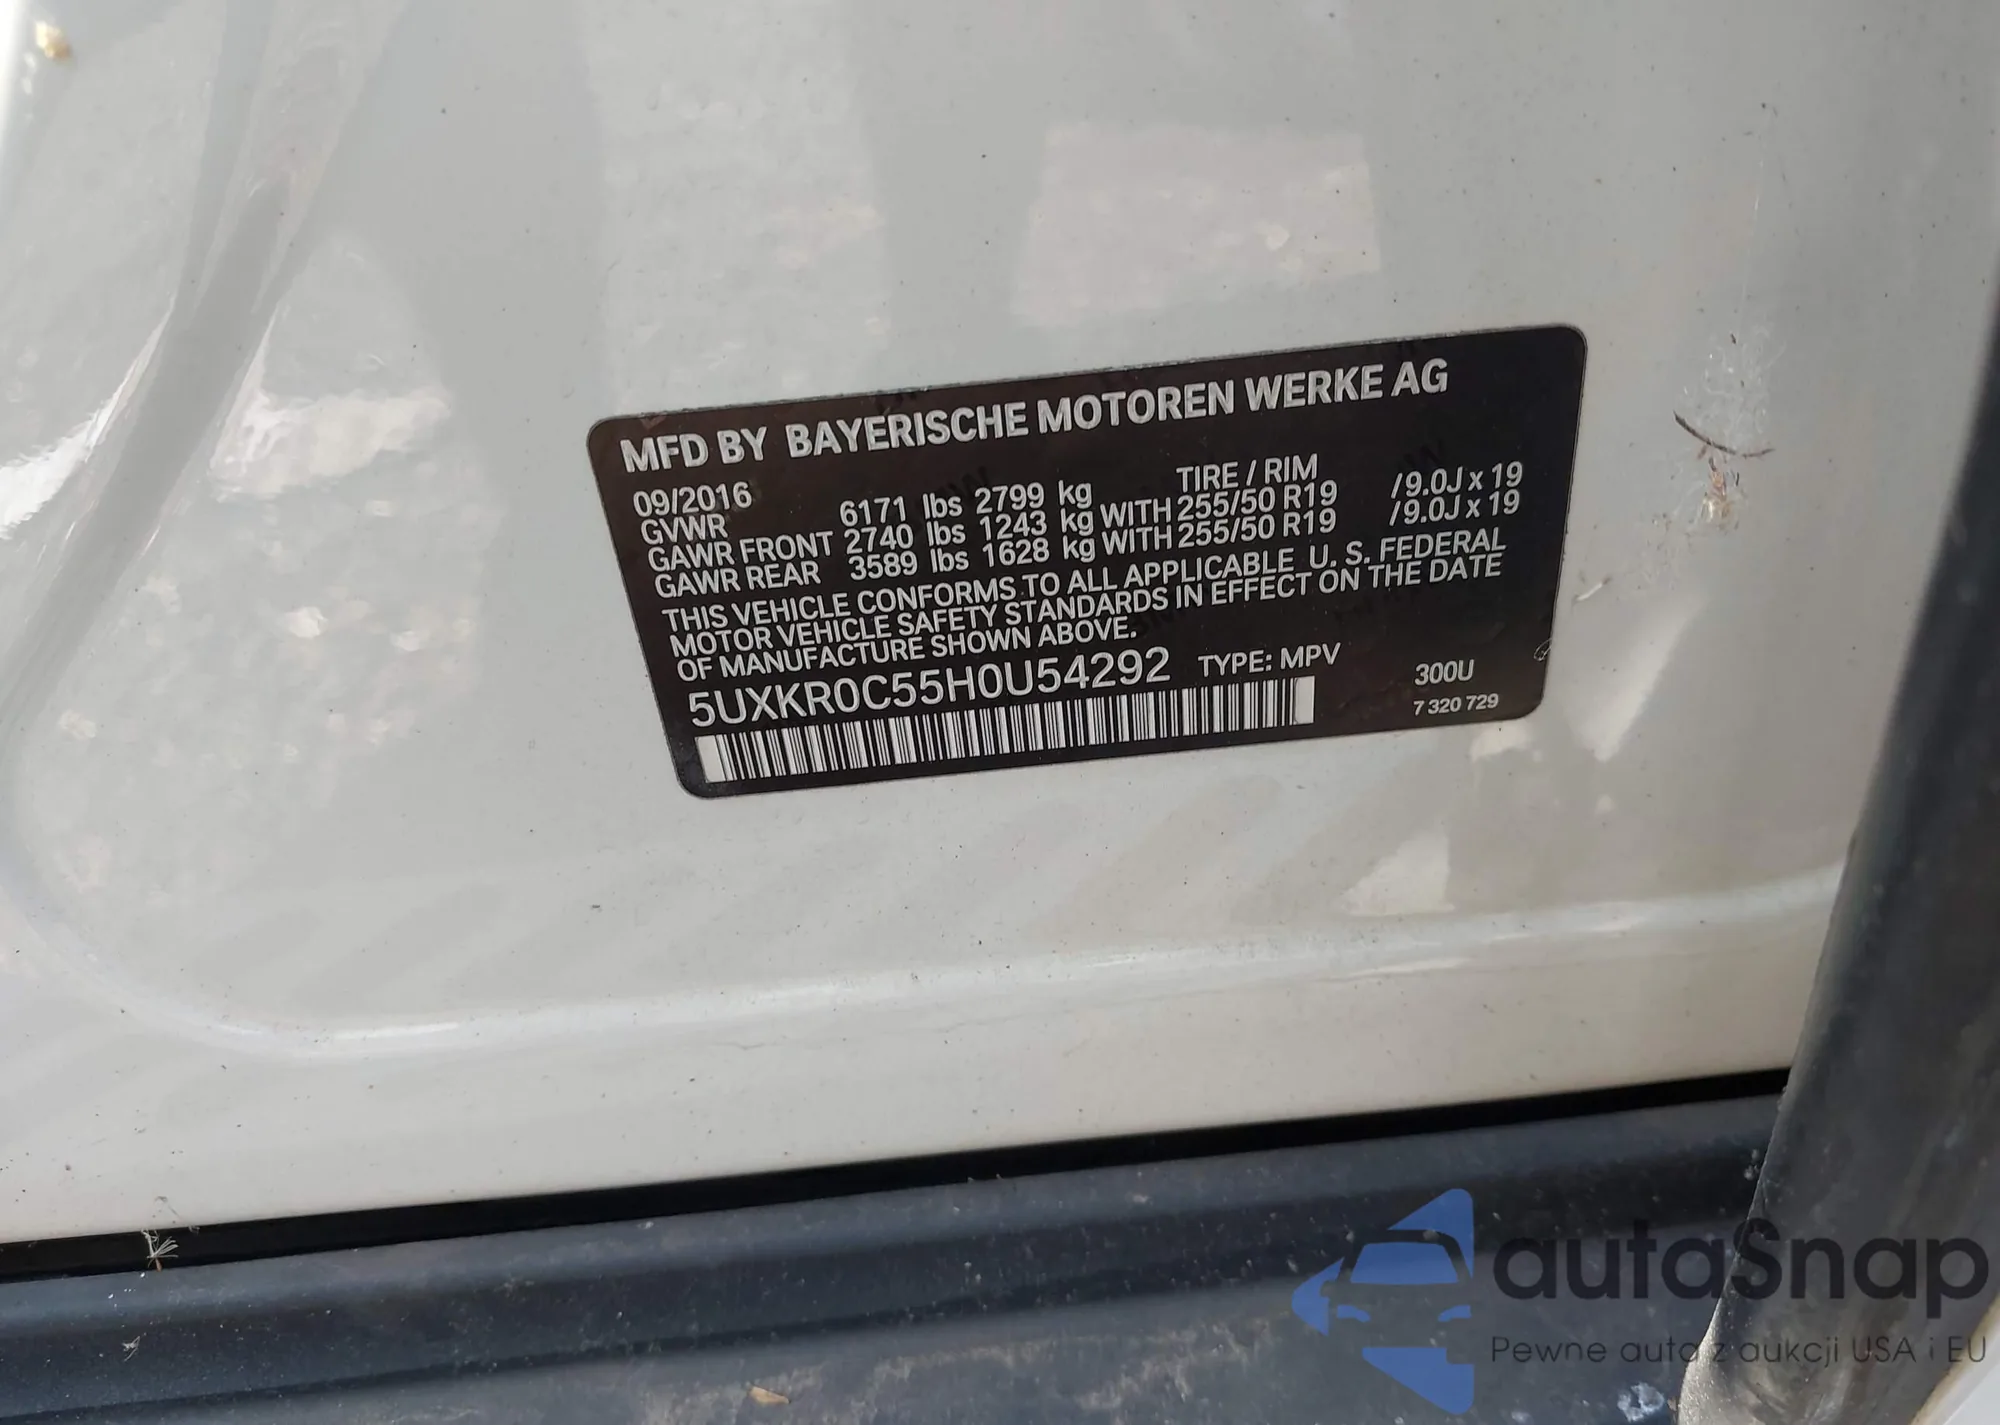 MFD BY BAYERISCHE MOTOREN WERKE AG
09/2016 TIRE / RIM
GVWR 6171 lbs 2799 kg
GAWR FRONT 2740 lbs 1243 kg WITH 255/50 R19 /9.0J x 19
GAWR REAR 3589 lbs 1628 kg WITH 255/50 R19 /9.0J x 19
THIS VEHICLE CONFORMS TO ALL APPLICABLE U. S. FEDERAL
MOTOR VEHICLE SAFETY STANDARDS IN EFFECT ON THE DATE
OF MANUFACTURE SHOWN ABOVE.
5UXKR0C55H0U54292 TYPE: MPV 300U
7 320 729
autaSnap
Pewne auto z aukcji USA i EU